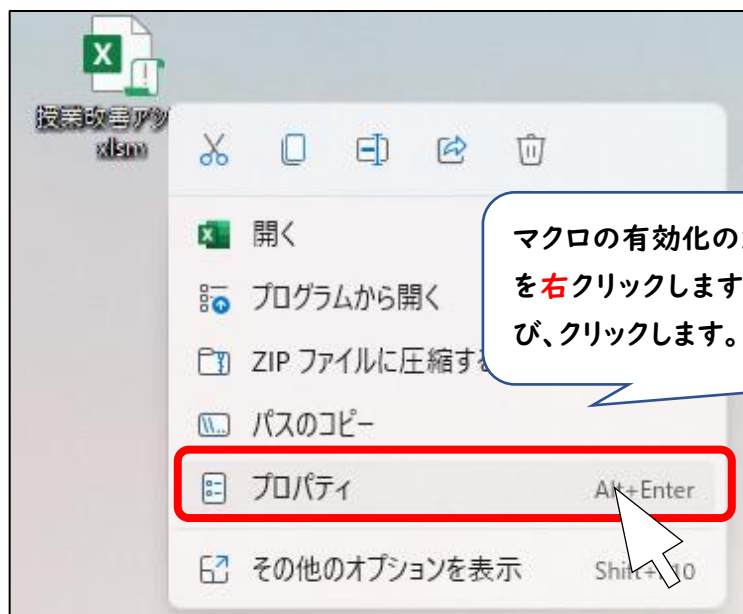 授業改善アン
xlsm
開く
プログラムから開く
ZIP ファイルに圧縮する
パスのコピー
プロパティ Alt+Enter
その他のオプションを表示 Shift+F10
マクロの有効化の
を右クリックします
び、クリックします。